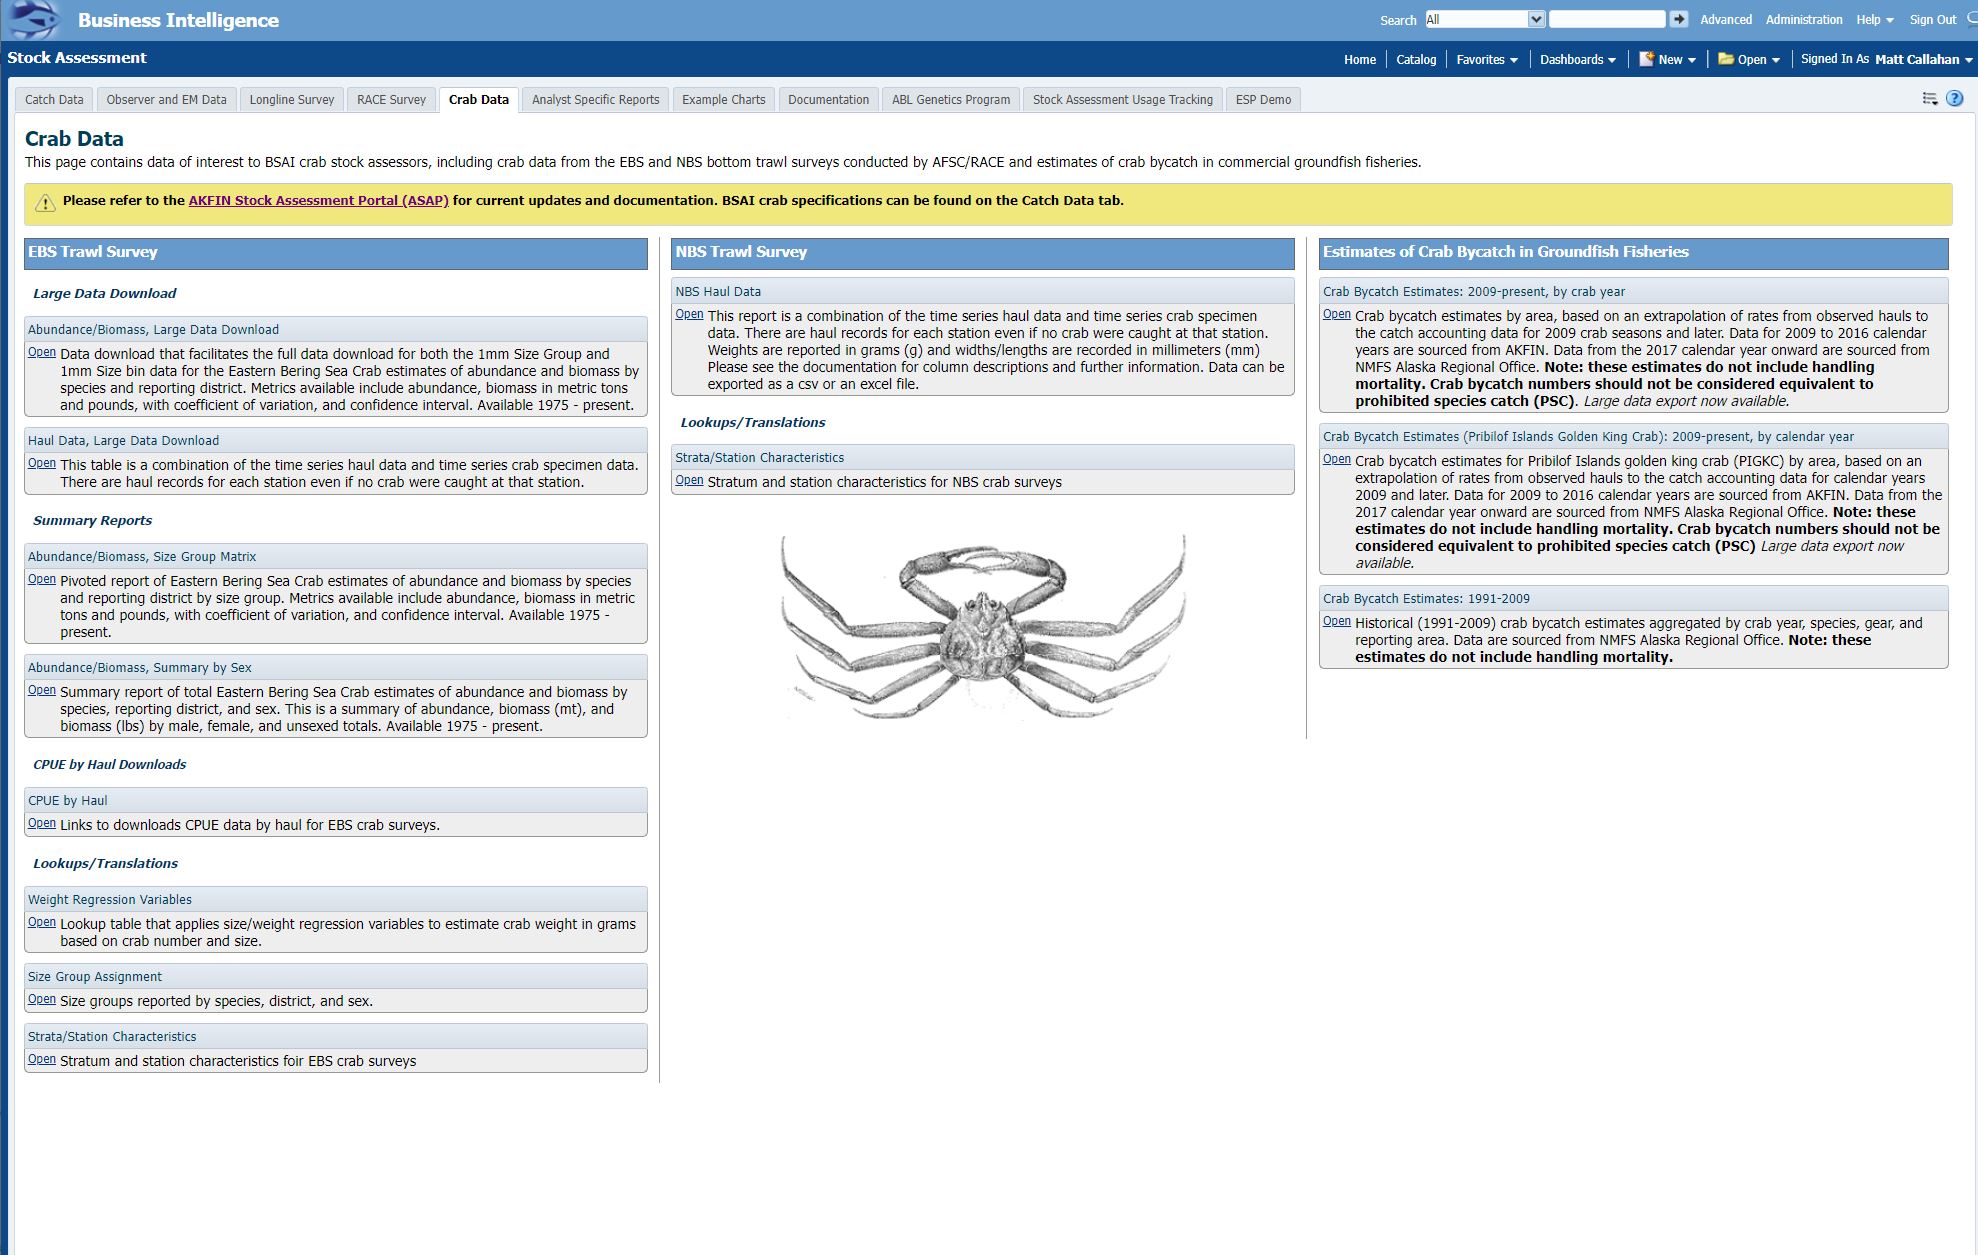 Business Intelligence
Search All Advanced Administration Help Sign Out
Stock Assessment
Home Catalog Favorites Dashboards New Open Signed In As Matt Callahan
Catch Data Observer and EM Data Longline Survey RACE Survey Crab Data Analyst Specific Reports Example Charts Documentation ABL Genetics Program Stock Assessment Usage Tracking ESP Demo
Crab Data
This page contains data of interest to BSAI crab stock assessors, including crab data from the EBS and NBS bottom trawl surveys conducted by AFSC/RACE and estimates of crab bycatch in commercial groundfish fisheries.
Please refer to the AKFIN Stock Assessment Portal (ASAP) for current updates and documentation. BSAI crab specifications can be found on the Catch Data tab.
EBS Trawl Survey
Large Data Download
Abundance/Biomass, Large Data Download
Open Data download that facilitates the full data download for both the 1mm Size Group and
1mm Size bin data for the Eastern Bering Sea Crab estimates of abundance and biomass by
species and reporting district. Metrics available include abundance, biomass in metric tons
and pounds, with coefficient of variation, and confidence interval. Available 1975 - present.
Haul Data, Large Data Download
Open This table is a combination of the time series haul data and time series crab specimen data.
There are haul records for each station even if no crab were caught at that station.
Summary Reports
Abundance/Biomass, Size Group Matrix
Open Pivoted report of Eastern Bering Sea Crab estimates of abundance and biomass by species
and reporting district by size group. Metrics available include abundance, biomass in metric
tons and pounds, with coefficient of variation, and confidence interval. Available 1975 -
present.
Abundance/Biomass, Summary by Sex
Open Summary report of total Eastern Bering Sea Crab estimates of abundance and biomass by
species, reporting district, and sex. This is a summary of abundance, biomass (mt), and
biomass (lbs) by male, female, and unsexed totals. Available 1975 - present.
CPUE by Haul Downloads
CPUE by Haul
Open Links to downloads CPUE data by haul for EBS crab surveys.
Lookups/Translations
Weight Regression Variables
Open Lookup table that applies size/weight regression variables to estimate crab weight in grams
based on crab number and size.
Size Group Assignment
Open Size groups reported by species, district, and sex.
Strata/Station Characteristics
Open Stratum and station characteristics foir EBS crab surveys
NBS Trawl Survey
NBS Haul Data
Open This report is a combination of the time series haul data and time series crab specimen
data. There are haul records for each station even if no crab were caught at that station.
Weights are reported in grams (g) and widths/lengths are recorded in millimeters (mm)
Please see the documentation for column descriptions and further information. Data can be
exported as a csv or an excel file.
Lookups/Translations
Strata/Station Characteristics
Open Stratum and station characteristics for NBS crab surveys
Estimates of Crab Bycatch in Groundfish Fisheries
Crab Bycatch Estimates: 2009-present, by crab year
Open Crab bycatch estimates by area, based on an extrapolation of rates from observed hauls to
the catch accounting data for 2009 crab seasons and later. Data for 2009 to 2016 calendar
years are sourced from AKFIN. Data from the 2017 calendar year onward are sourced from
NMFS Alaska Regional Office. Note: these estimates do not include handling
mortality. Crab bycatch numbers should not be considered equivalent to
prohibited species catch (PSC). Large data export now available.
Crab Bycatch Estimates (Pribilof Islands Golden King Crab): 2009-present, by calendar year
Open Crab bycatch estimates for Pribilof Islands golden king crab (PIGKC) by area, based on an
extrapolation of rates from observed hauls to the catch accounting data for calendar years
2009 and later. Data for 2009 to 2016 calendar years are sourced from AKFIN. Data from the
2017 calendar year onward are sourced from NMFS Alaska Regional Office. Note: these
estimates do not include handling mortality. Crab bycatch numbers should not be
considered equivalent to prohibited species catch (PSC) Large data export now
available.
Crab Bycatch Estimates: 1991-2009
Open Historical (1991-2009) crab bycatch estimates aggregated by crab year, species, gear, and
reporting area. Data are sourced from NMFS Alaska Regional Office. Note: these
estimates do not include handling mortality.